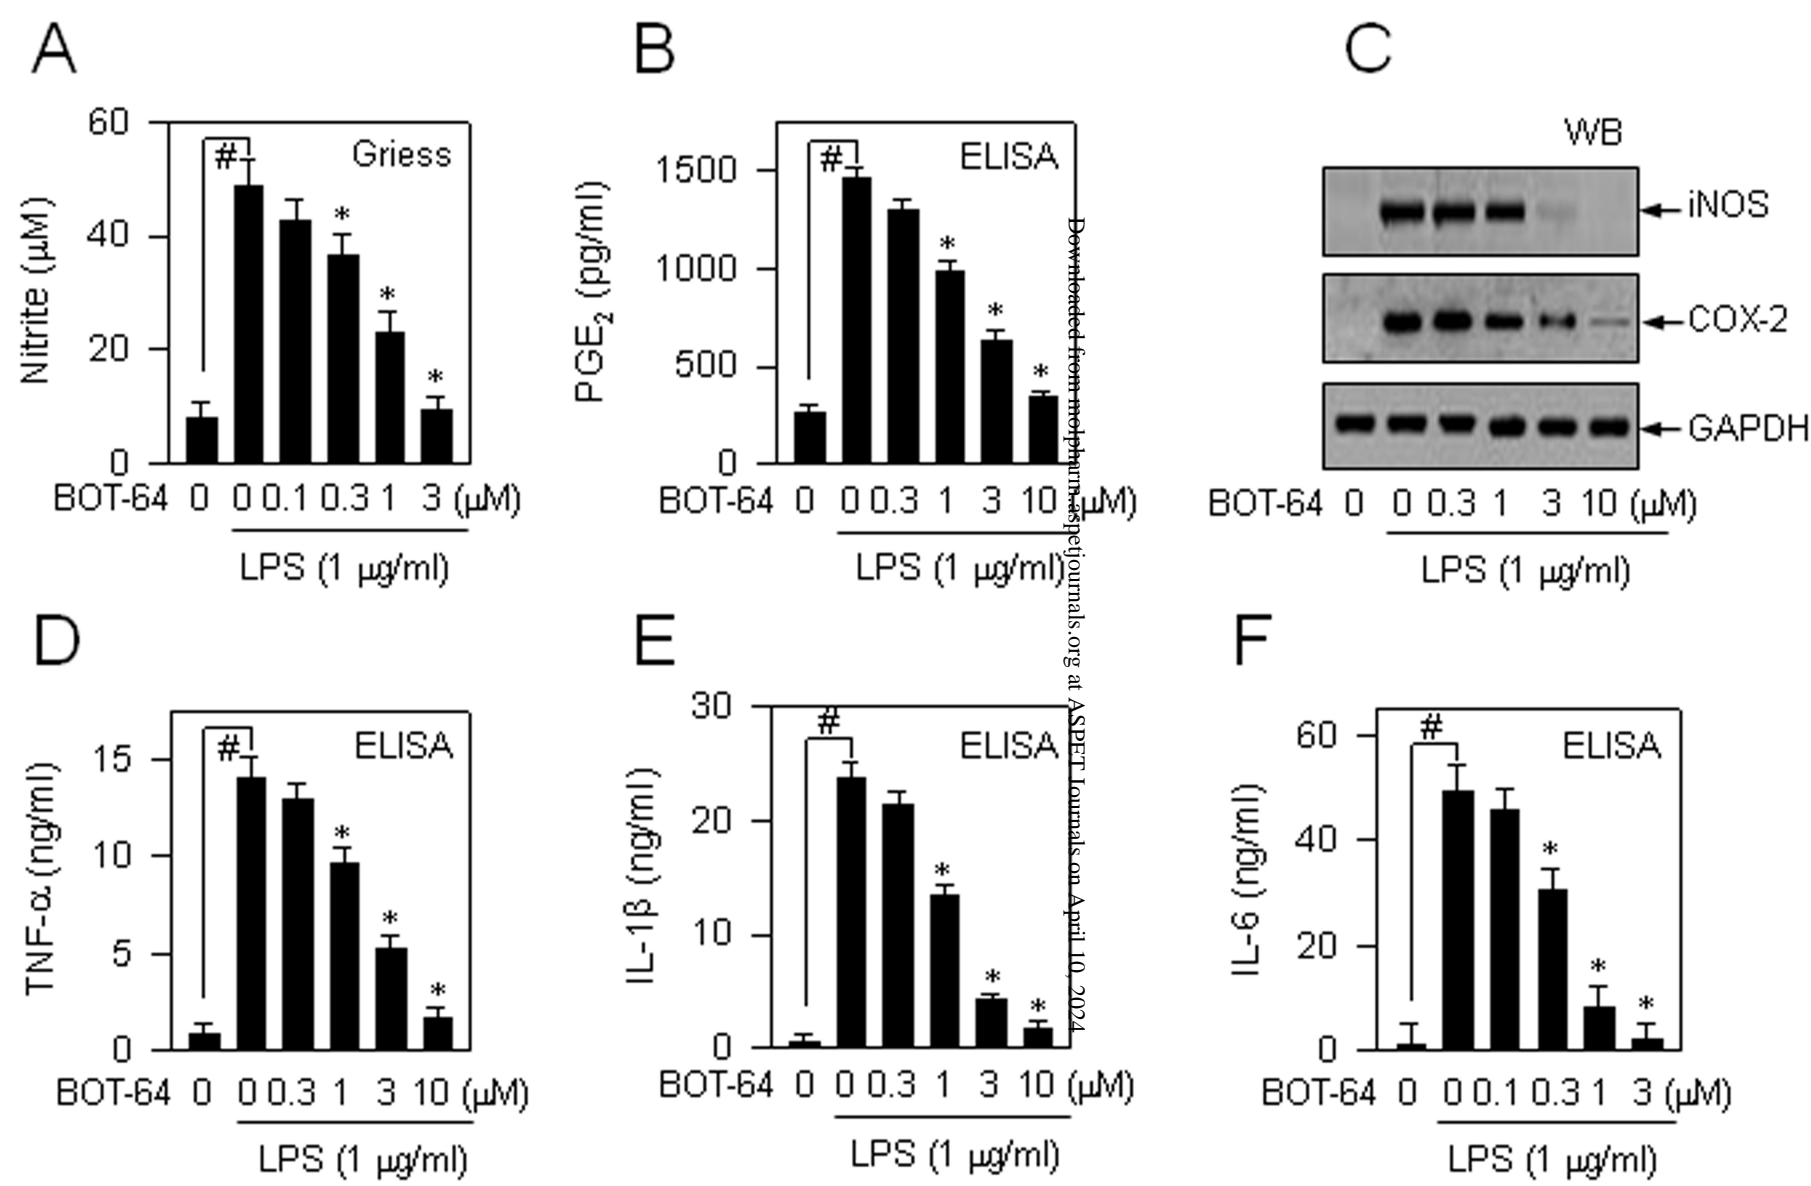 A
60
40
20
0
Nitrite (μM)
#
Griess
*
*
*
BOT-64 0 0 0.1 0.3 1 3 (μM)
LPS (1 μg/ml)
B
1500
1000
500
0
PGE2 (pg/ml)
#
ELISA
*
*
*
BOT-64 0 0 0.3 1 3 10 (μM)
LPS (1 μg/ml)
C
WB
iNOS
COX-2
GAPDH
BOT-64 0 0 0.3 1 3 10 (μM)
LPS (1 μg/ml)
Downloaded from molpharm.aspetjournals.org at ASPET Journals on April 10, 2024
D
15
10
5
0
TNF-α (ng/ml)
#
ELISA
*
*
*
BOT-64 0 0 0.3 1 3 10 (μM)
LPS (1 μg/ml)
E
30
20
10
0
IL-1β (ng/ml)
#
ELISA
*
*
*
BOT-64 0 0 0.3 1 3 10 (μM)
LPS (1 μg/ml)
F
60
40
20
0
IL-6 (ng/ml)
#
ELISA
*
*
*
BOT-64 0 0 0.1 0.3 1 3 (μM)
LPS (1 μg/ml)